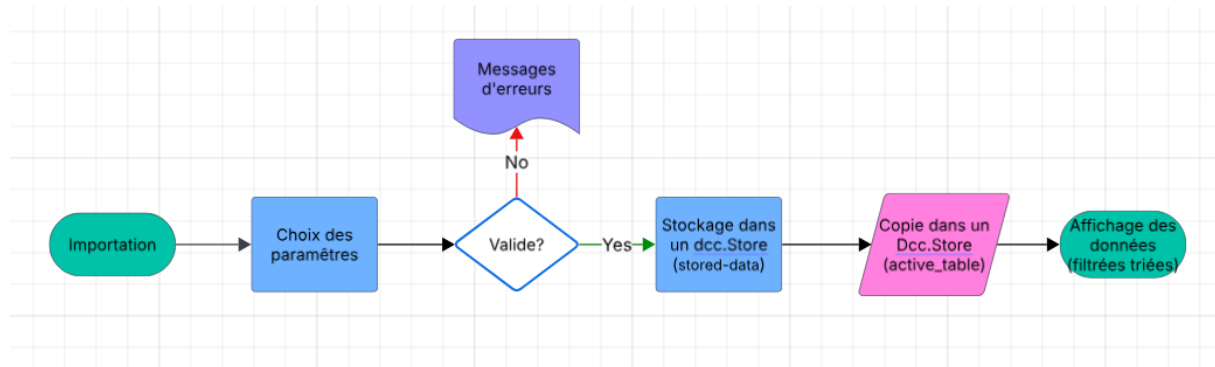 Messages
d'erreurs
No
Importation
Choix des
paramêtres
Valide?
Yes
Stockage dans
un dcc.Store
(stored-data)
Copie dans un
Dcc.Store
(active_table)
Affichage des
données
(filtrées triées)